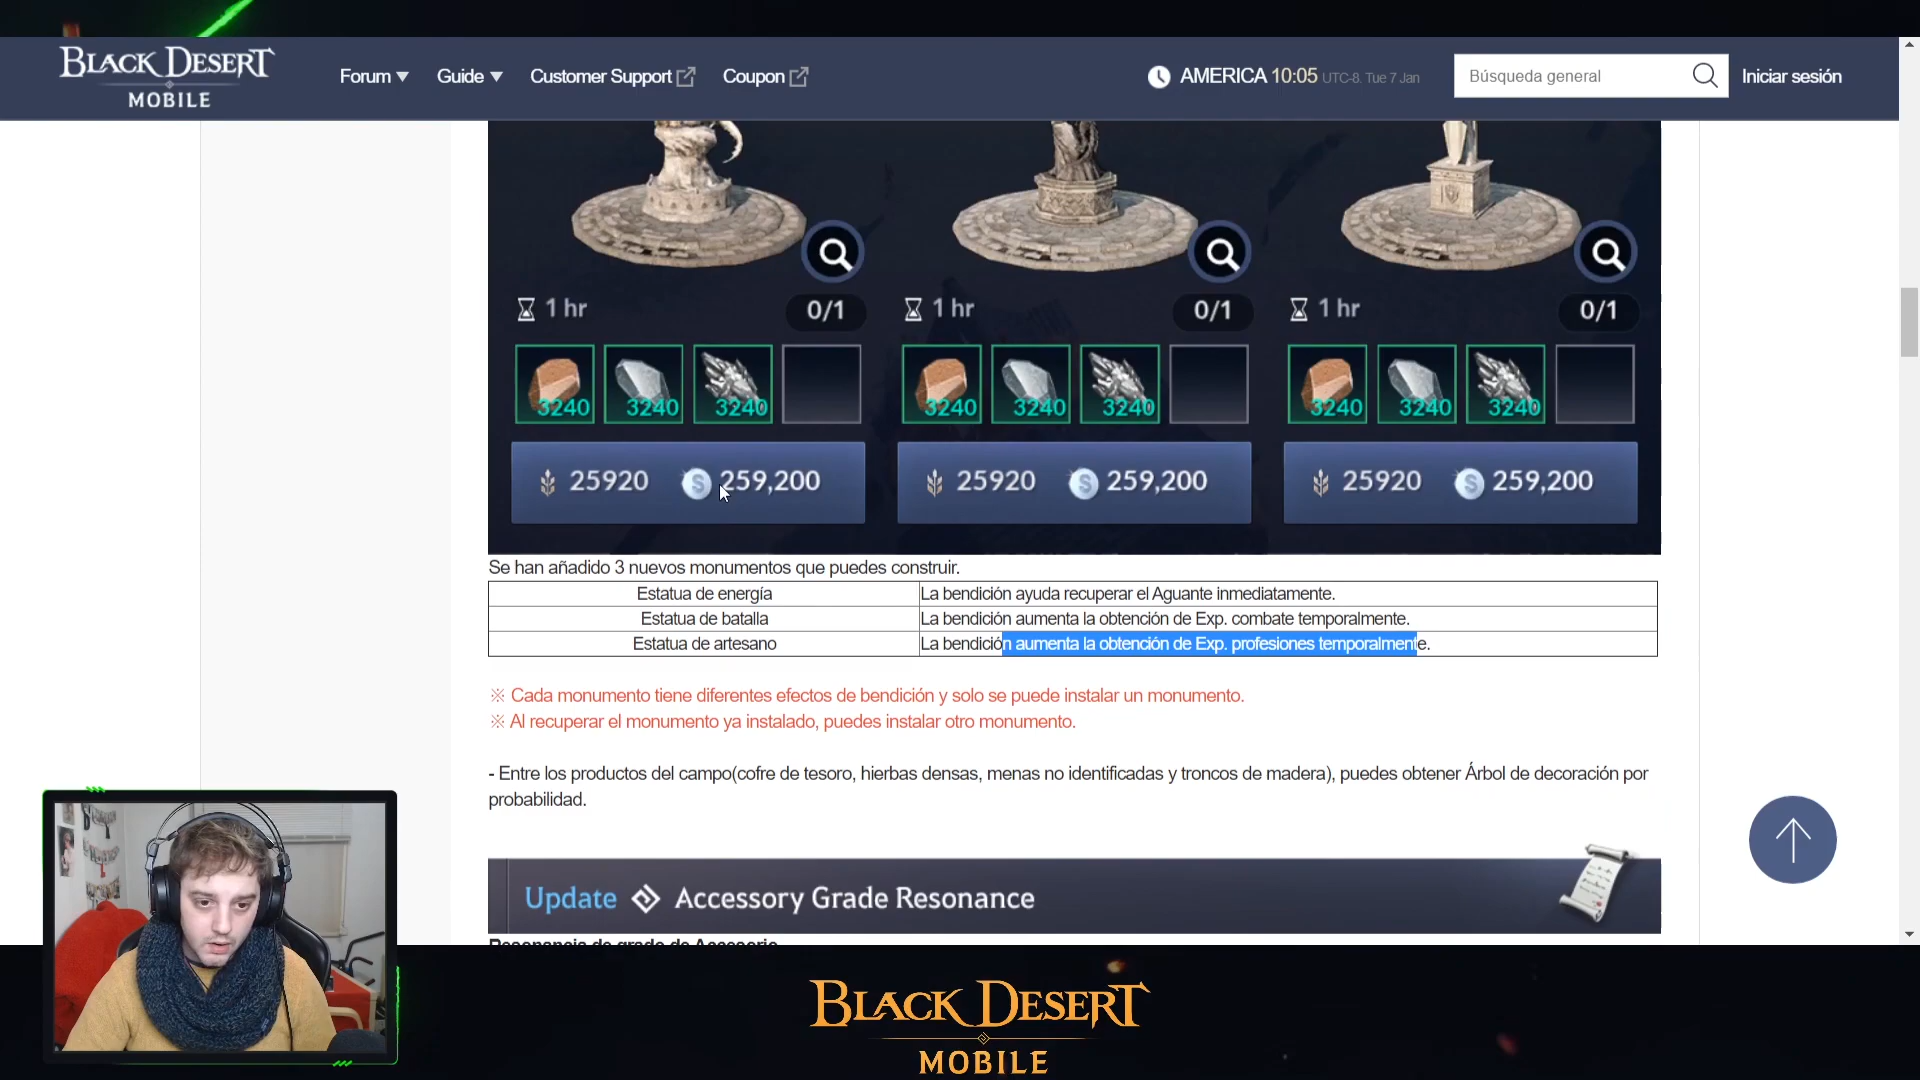 BLACK DESERT
MOBILE
Forum ▼ Guide ▼ Customer Support Coupon
AMERICA 10:05 UTC-8. Tue 7 Jan
Búsqueda general
Iniciar sesión
1 hr 0/1 1 hr 0/1 1 hr 0/1
3240 3240 3240 3240 3240 3240 3240 3240 3240
25920 259,200 25920 259,200 25920 259,200
Se han añadido 3 nuevos monumentos que puedes construir.
Estatua de energía La bendición ayuda recuperar el Aguante inmediatamente.
Estatua de batalla La bendición aumenta la obtención de Exp. combate temporalmente.
Estatua de artesano La bendición aumenta la obtención de Exp. profesiones temporalmente.
※ Cada monumento tiene diferentes efectos de bendición y solo se puede instalar un monumento.
※ Al recuperar el monumento ya instalado, puedes instalar otro monumento.
- Entre los productos del campo(cofre de tesoro, hierbas densas, menas no identificadas y troncos de madera), puedes obtener Árbol de decoración por
probabilidad.
Update Accessory Grade Resonance
Resonancia de grado de Accesorio
BLACK DESERT
MOBILE